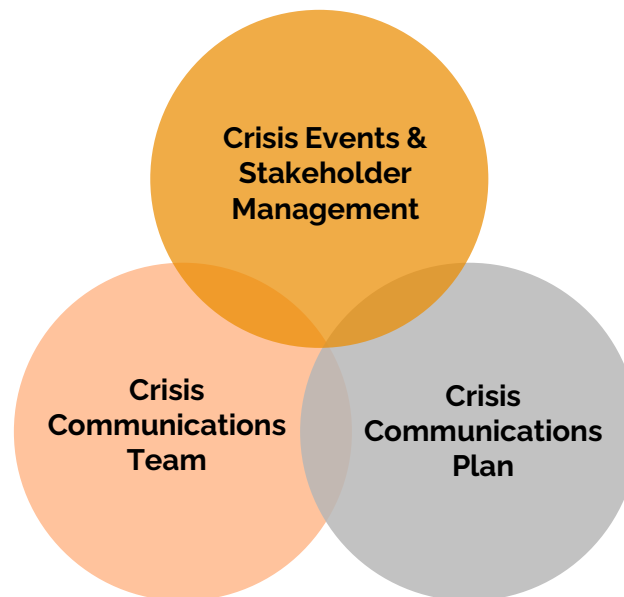 Crisis Events &
Stakeholder
Management
Crisis
Communications
Team
Crisis
Communications
Plan